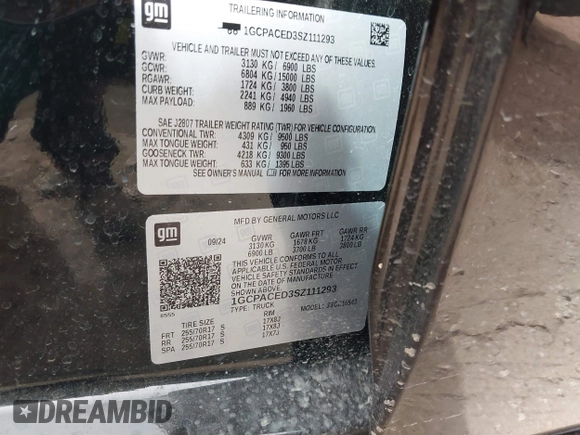 gm
TRAILERING INFORMATION
1GCPACED3SZ111293
VEHICLE AND TRAILER MUST NOT EXCEED ANY OF THESE VALUES.
GVWR: 3130 KG/ 6900 LBS
GCWR: 6804 KG/15000 LBS
RGAWR: 1724 KG/ 3800 LBS
CURB WEIGHT: 2241 KG/ 4940 LBS
MAX PAYLOAD: 889 KG/ 1960 LBS
SAE J2807 TRAILER WEIGHT RATING (TWR) FOR VEHICLE CONFIGURATION
CONVENTIONAL TWR: 4309 KG/ 9500 LBS
MAX TONGUE WEIGHT: 431 KG/ 950 LBS
GOOSENECK TWR: 4218 KG/ 9300 LBS
MAX TONGUE WEIGHT: 633 KG/ 1395 LBS
SEE OWNER'S MANUAL FOR MORE INFORMATION.
gm
MFD BY GENERAL MOTORS LLC
09/24 GVWR GAWR FRT GAWR RR
3130 KG 1678 KG 1724 KG
6900 LB 3700 LB 3800 LB
THIS VEHICLE CONFORMS TO ALL
APPLICABLE U.S. FEDERAL MOTOR
VEHICLE SAFETY STANDARDS
IN EFFECT ON THE DATE OF MANUFACTURE
SHOWN ABOVE.
1GCPACED3SZ111293
TYPE: TRUCK
TIRE SIZE RIM
FRT 255/70R17 S 17X8J
RR 255/70R17 S 17X8J
SPA 255/70R17 S 17X7J
DREAMBID